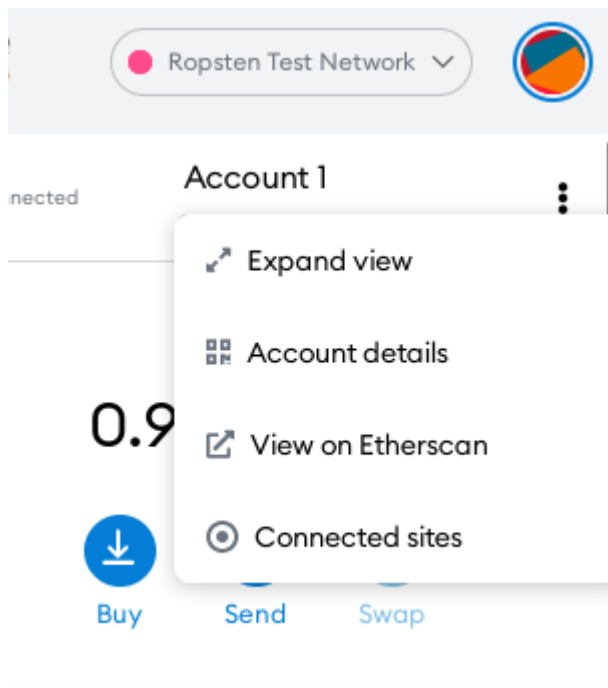 Ropsten Test Network
Account 1
nnected
Expand view
Account details
View on Etherscan
Connected sites
0.9
Buy
Send
Swap